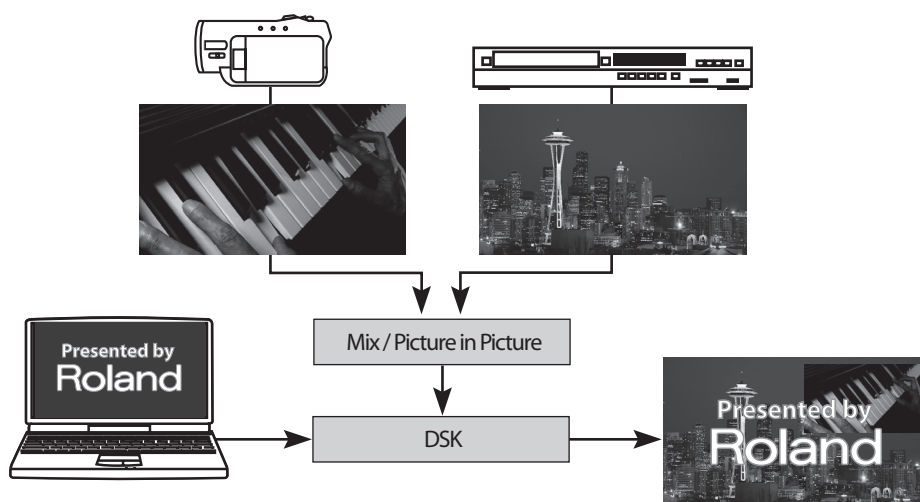 Mix / Picture in Picture
Presented by
Roland
DSK
Presented by
Roland